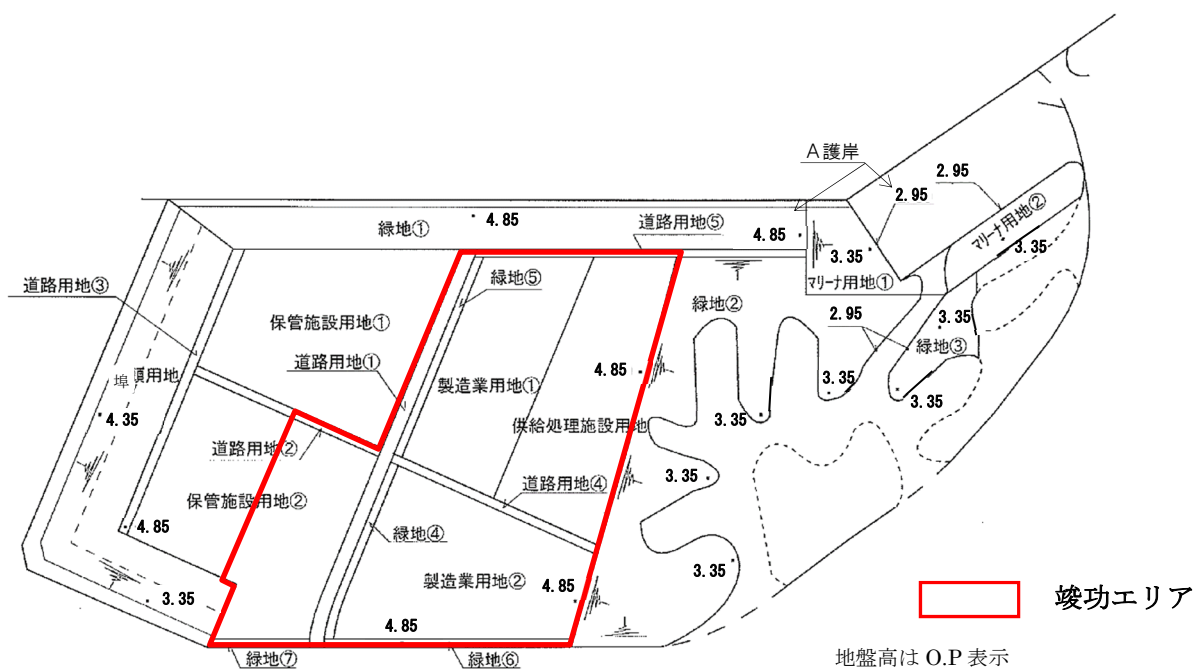 A護岸
2.95
2.95
緑地①
4.85
道路用地⑤
4.85
3.35
マリーナ用地②
3.35
マリーナ用地①
道路用地③
緑地⑤
緑地②
保管施設用地①
2.95
3.35
緑地③
道路用地①
製造業用地①
4.85
埠頭用地
3.35
3.35
4.35
3.35
供給処理施設用地
道路用地②
3.35
道路用地④
保管施設用地②
4.85
緑地④
3.35
製造業用地②
4.85
3.35
4.85
竣功エリア
緑地⑦
緑地⑥
地盤高は O.P 表示